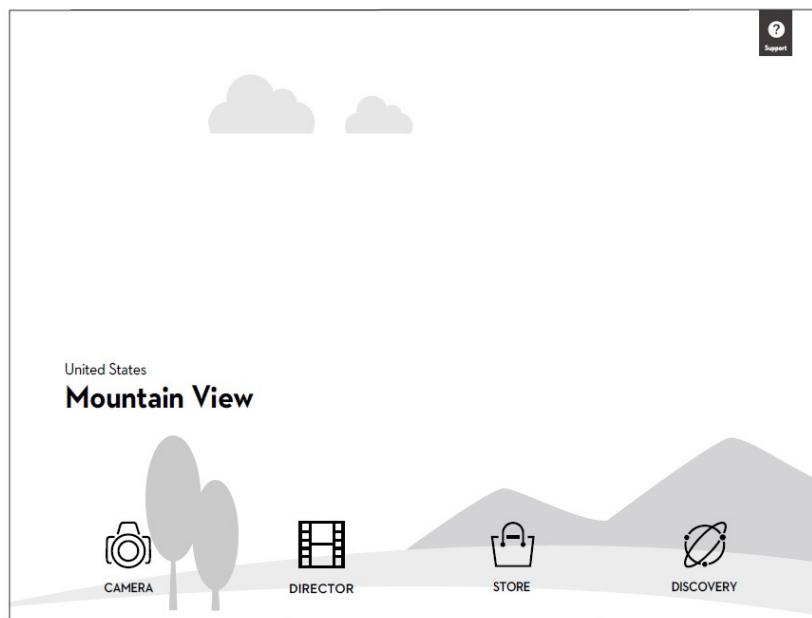 ?
Support
United States
Mountain View
CAMERA
DIRECTOR
STORE
DISCOVERY